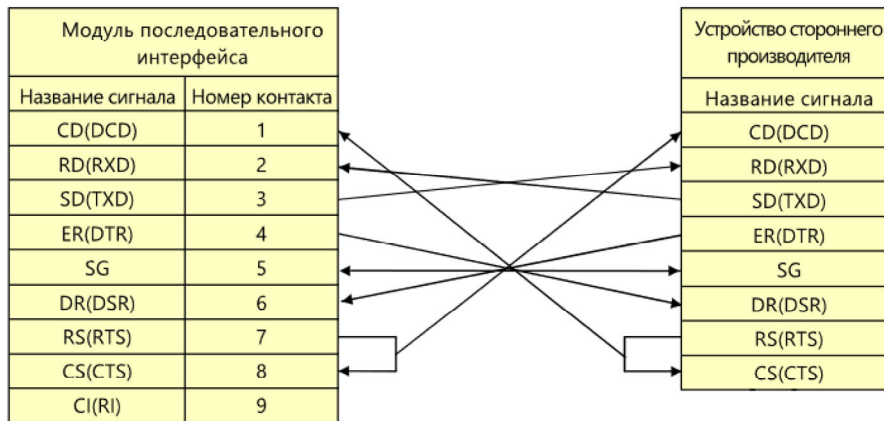 Модуль последовательного
интерфейса
Название сигнала Номер контакта
CD(DCD) 1
RD(RXD) 2
SD(TXD) 3
ER(DTR) 4
SG 5
DR(DSR) 6
RS(RTS) 7
CS(CTS) 8
CI(RI) 9
Устройство стороннего
производителя
Название сигнала
CD(DCD)
RD(RXD)
SD(TXD)
ER(DTR)
SG
DR(DSR)
RS(RTS)
CS(CTS)